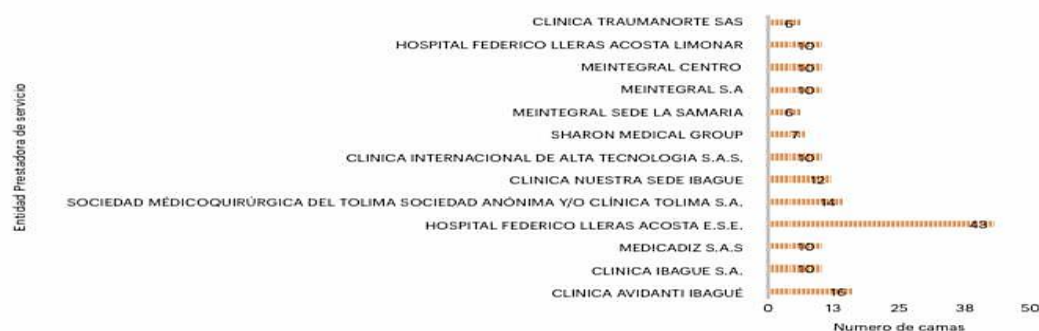 Entidad Prestadora de servicio
CLINICA TRAUMANORTE SAS 6
HOSPITAL FEDERICO LLERAS ACOSTA LIMONAR 10
MEINTEGRAL CENTRO 10
MEINTEGRAL S.A 10
MEINTEGRAL SEDE LA SAMARIA 6
SHARON MEDICAL GROUP 7
CLINICA INTERNACIONAL DE ALTA TECNOLOGIA S.A.S. 10
CLINICA NUESTRA SEDE IBAGUE 12
SOCIEDAD MÉDICOQUIRÚRGICA DEL TOLIMA SOCIEDAD ANÓNIMA Y/O CLÍNICA TOLIMA S.A. 14
HOSPITAL FEDERICO LLERAS ACOSTA E.S.E. 43
MEDICADIZ S.A.S 10
CLINICA IBAGUE S.A. 10
CLINICA AVIDANTI IBAGUÉ 16
0 13 25 38 50
Numero de camas